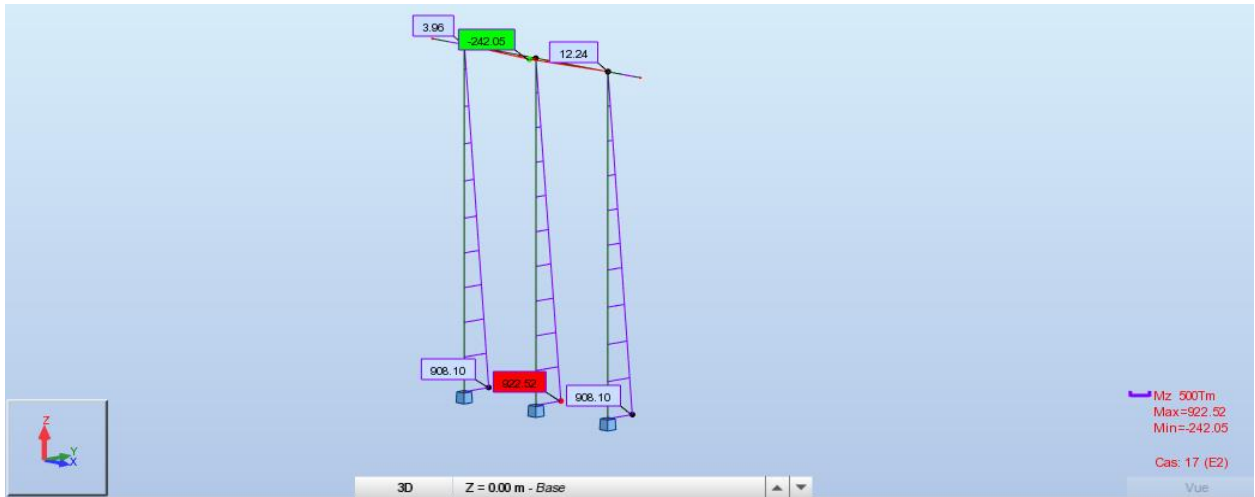 3.96
-242.05
12.24
908.10
922.52
908.10
Mz 500Tm
Max=922.52
Min=-242.05
Cas: 17 (E2)
Z
Y
X
3D
Z = 0.00 m - Base
Vue